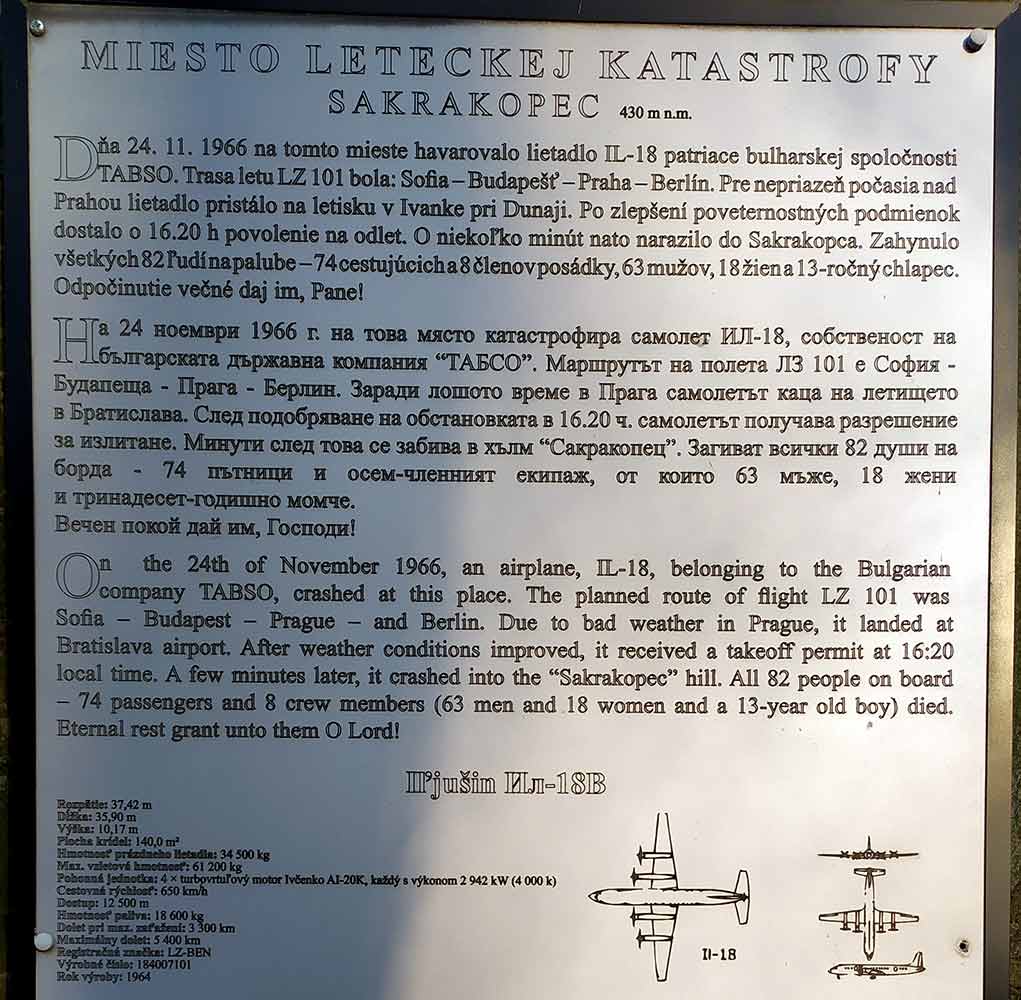 MIESTO LETECKEJ KATASTROFY
SAKRAKOPEC 430 m n.m.
Dňa 24. 11. 1966 na tomto mieste havarovalo lietadlo IL-18 patriace bulharskej spoločnosti
TABSO. Trasa letu LZ 101 bola: Sofia – Budapešť – Praha – Berlín. Pre nepriazeň počasia nad
Prahou lietadlo pristálo na letisku v Ivanke pri Dunaji. Po zlepšení poveternostných podmienok
dostalo o 16.20 h povolenie na odlet. O niekoľko minút nato narazilo do Sakrakopca. Zahynulo
všetkých 82 ľudí na palube – 74 cestujúcich a 8 členov posádky, 63 mužov, 18 žien a 13-ročný chlapec.
Odpočinutie večné daj im, Pane!
На 24 ноември 1966 г. на това място катастрофира самолет ИЛ-18, собственост на
българската държавна компания “ТАБСО”. Маршрутът на полета ЛЗ 101 е София -
Будапеща - Прага - Берлин. Заради лошото време в Прага самолетът каца на летището
в Братислава. След подобряване на обстановката в 16.20 ч. самолетът получава разрешение
за излитане. Минути след това се забива в хълм “Сакракопец”. Загиват всички 82 души на
борда - 74 пътници и осем-членният екипаж, от които 63 мъже, 18 жени
и тринадесет-годишно момче.
Вечен покой дай им, Господи!
On the 24th of November 1966, an airplane, IL-18, belonging to the Bulgarian
company TABSO, crashed at this place. The planned route of flight LZ 101 was
Sofia – Budapest – Prague – and Berlin. Due to bad weather in Prague, it landed at
Bratislava airport. After weather conditions improved, it received a takeoff permit at 16:20
local time. A few minutes later, it crashed into the “Sakrakopec” hill. All 82 people on board
– 74 passengers and 8 crew members (63 men and 18 women and a 13-year old boy) died.
Eternal rest grant unto them O Lord!
Iľjušin Ил-18В
Rozpätie: 37,42 m
Dĺžka: 35,90 m
Výška: 10,17 m
Plocha krídel: 140,0 m²
Hmotnosť prázdneho lietadla: 34 500 kg
Max. vzletová hmotnosť: 61 200 kg
Pohonná jednotka: 4 × turbovrtuľový motor Ivčenko AI-20K, každý s výkonom 2 942 kW (4 000 k)
Cestovná rýchlosť: 650 km/h
Dostup: 12 500 m
Hmotnosť paliva: 18 600 kg
Dolet pri max. zaťažení: 3 300 km
Maximálny dolet: 5 400 km
Registračná značka: LZ-BEN
Výrobné číslo: 184007101
Rok výroby: 1964
Il-18